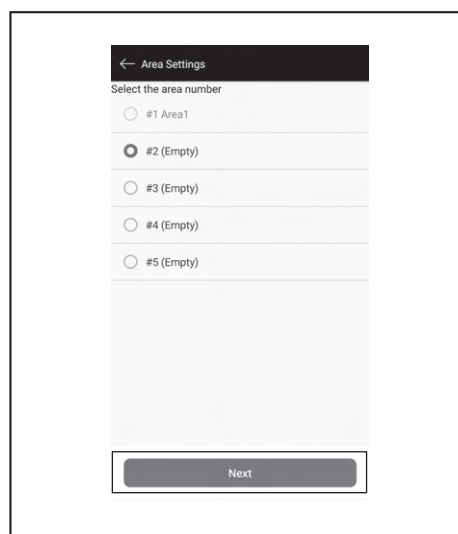 ← Area Settings
Select the area number
#1 Area1
#2 (Empty)
#3 (Empty)
#4 (Empty)
#5 (Empty)
Next